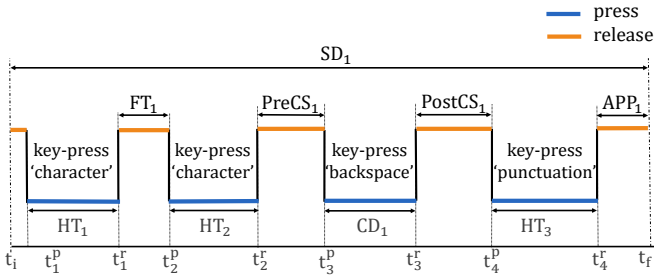 press
release
SD₁
FT₁ PreCS₁ PostCS₁ APP₁
key-press key-press key-press key-press
'character' 'character' 'backspace' 'punctuation'
HT₁ HT₂ CD₁ HT₃
tᵢ t₁ᵖ t₁ʳ t₂ᵖ t₂ʳ t₃ᵖ t₃ʳ t₄ᵖ t₄ʳ t_f